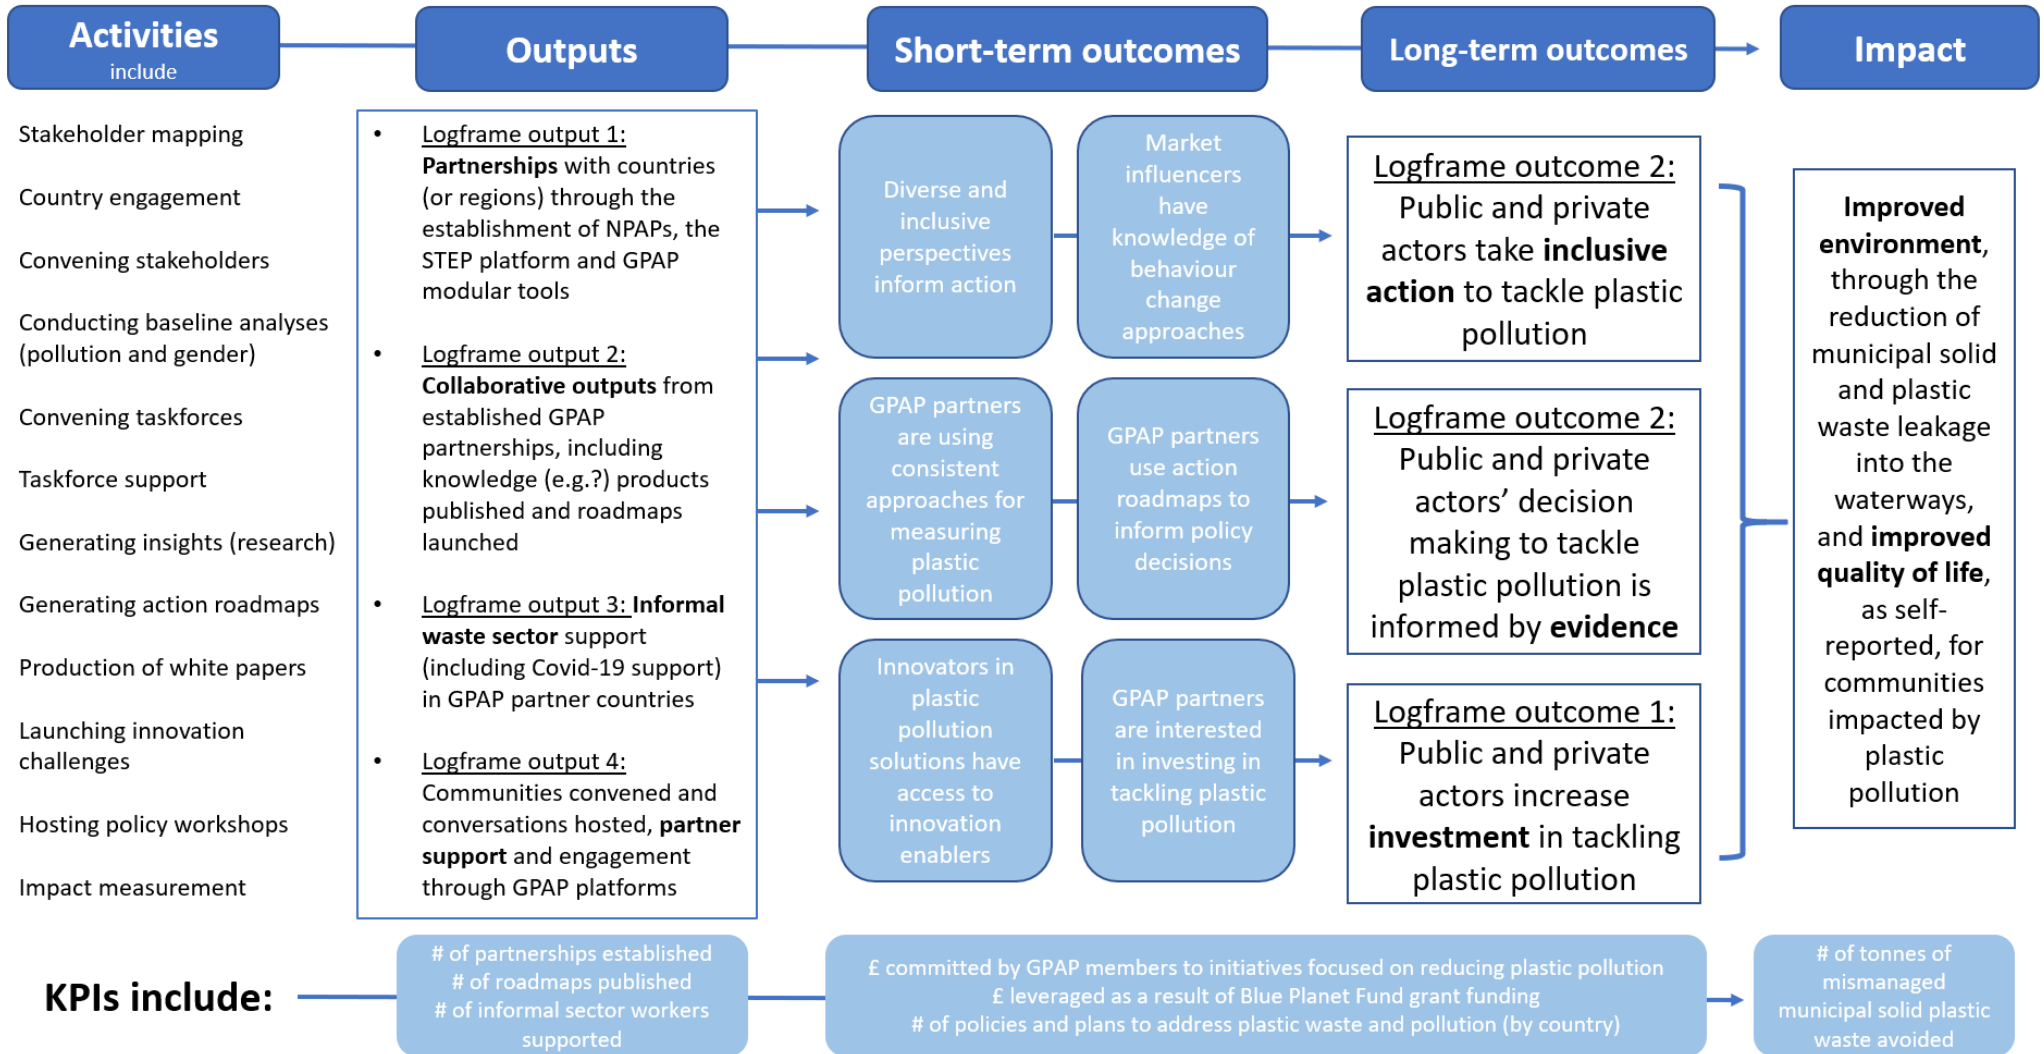 Activities
include
Outputs
Short-term outcomes
Long-term outcomes
Impact
Stakeholder mapping
Country engagement
Convening stakeholders
Conducting baseline analyses
(pollution and gender)
Convening taskforces
Taskforce support
Generating insights (research)
Generating action roadmaps
Production of white papers
Launching innovation
challenges
Hosting policy workshops
Impact measurement
• Logframe output 1:
Partnerships with countries
(or regions) through the
establishment of NPAPs, the
STEP platform and GPAP
modular tools
• Logframe output 2:
Collaborative outputs from
established GPAP
partnerships, including
knowledge (e.g.?) products
published and roadmaps
launched
• Logframe output 3: Informal
waste sector support
(including Covid-19 support)
in GPAP partner countries
• Logframe output 4:
Communities convened and
conversations hosted, partner
support and engagement
through GPAP platforms
Diverse and
inclusive
perspectives
inform action
Market
influencers
have
knowledge of
behaviour
change
approaches
GPAP partners
are using
consistent
approaches for
measuring
plastic
pollution
GPAP partners
use action
roadmaps to
inform policy
decisions
Innovators in
plastic
pollution
solutions have
access to
innovation
enablers
GPAP partners
are interested
in investing in
tackling plastic
pollution
Logframe outcome 2:
Public and private
actors take inclusive
action to tackle plastic
pollution
Logframe outcome 2:
Public and private
actors’ decision
making to tackle
plastic pollution is
informed by evidence
Logframe outcome 1:
Public and private
actors increase
investment in tackling
plastic pollution
Improved
environment,
through the
reduction of
municipal solid
and plastic
waste leakage
into the
waterways,
and improved
quality of life,
as self-
reported, for
communities
impacted by
plastic
pollution
KPIs include:
# of partnerships established
# of roadmaps published
# of informal sector workers
supported
£ committed by GPAP members to initiatives focused on reducing plastic pollution
£ leveraged as a result of Blue Planet Fund grant funding
# of policies and plans to address plastic waste and pollution (by country)
# of tonnes of
mismanaged
municipal solid plastic
waste avoided